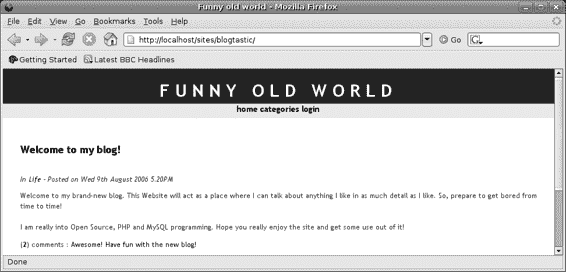 Funny old world - Mozilla Firefox
File Edit View Go Bookmarks Tools Help
http://localhost/sites/blogtastic/ Go G
Getting Started Latest BBC Headlines
FUNNY OLD WORLD
home categories login
Welcome to my blog!
In Life - Posted on Wed 9th August 2006 5.20PM
Welcome to my brand-new blog. This Website will act as a place where I can talk about anything I like in as much detail as I like. So, prepare to get bored from
time to time!
I am really into Open Source, PHP and MySQL programming. Hope you really enjoy the site and get some use out of it!
(2) comments : Awesome! Have fun with the new blog!
Done